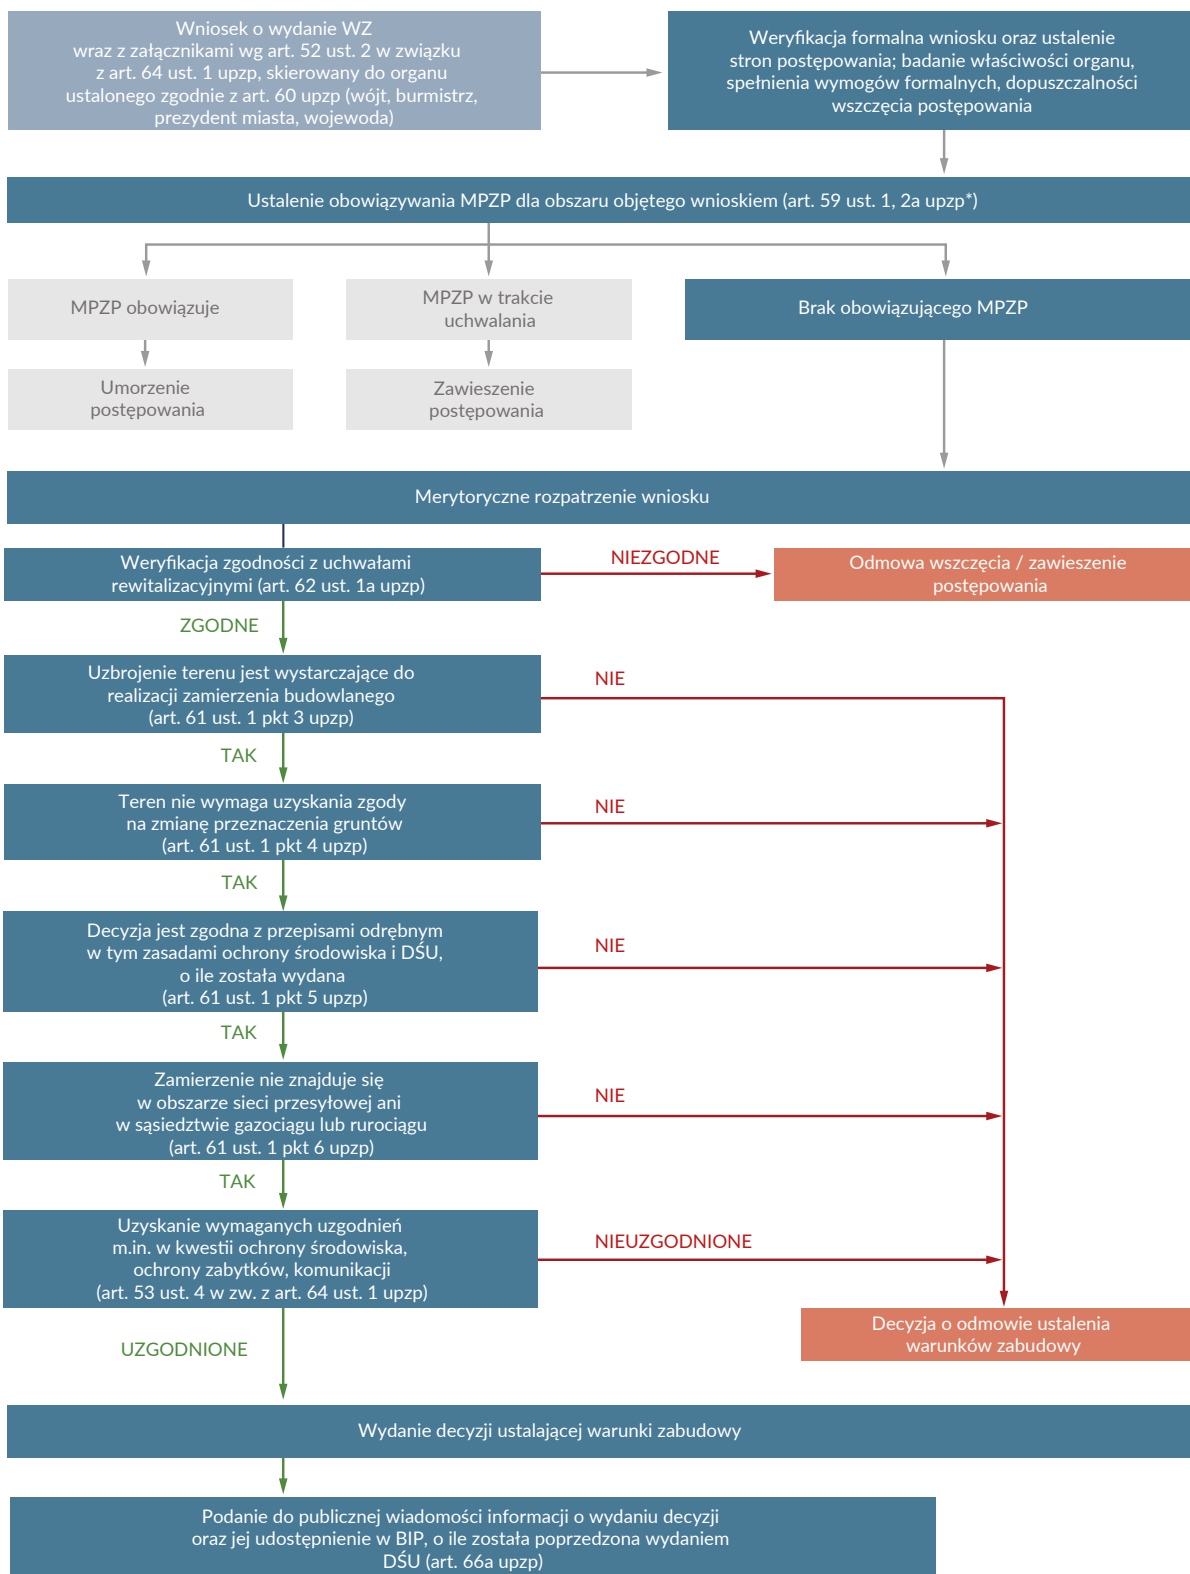 Wniosek o wydanie WZ
wraz z załącznikami wg art. 52 ust. 2 w związku
z art. 64 ust. 1 upzp, skierowany do organu
ustalonego zgodnie z art. 60 upzp (wójt, burmistrz,
prezydent miasta, wojewoda)
Weryfikacja formalna wniosku oraz ustalenie
stron postępowania; badanie właściwości organu,
spełnienia wymogów formalnych, dopuszczalności
wszczęcia postępowania
Ustalenie obowiązywania MPZP dla obszaru objętego wnioskiem (art. 59 ust. 1, 2a upzp*)
MPZP obowiązuje
MPZP w trakcie
uchwalania
Brak obowiązującego MPZP
Umorzenie
postępowania
Zawieszenie
postępowania
Merytoryczne rozpatrzenie wniosku
Weryfikacja zgodności z uchwałami
rewitalizacyjnymi (art. 62 ust. 1a upzp)
NIEZGODNE
Odmowa wszczęcia / zawieszenie
postępowania
ZGODNE
Uzbrojenie terenu jest wystarczające do
realizacji zamierzenia budowlanego
(art. 61 ust. 1 pkt 3 upzp)
NIE
TAK
Teren nie wymaga uzyskania zgody
na zmianę przeznaczenia gruntów
(art. 61 ust. 1 pkt 4 upzp)
NIE
TAK
Decyzja jest zgodna z przepisami odrębnym
w tym zasadami ochrony środowiska i DŚU,
o ile została wydana
(art. 61 ust. 1 pkt 5 upzp)
NIE
TAK
Zamierzenie nie znajduje się
w obszarze sieci przesyłowej ani
w sąsiedztwie gazociągu lub rurociągu
(art. 61 ust. 1 pkt 6 upzp)
NIE
TAK
Uzyskanie wymaganych uzgodnień
m.in. w kwestii ochrony środowiska,
ochrony zabytków, komunikacji
(art. 53 ust. 4 w zw. z art. 64 ust. 1 upzp)
NIEUZGODNIONE
Decyzja o odmowie ustalenia
warunków zabudowy
UZGODNIONE
Wydanie decyzji ustalającej warunki zabudowy
Podanie do publicznej wiadomości informacji o wydaniu decyzji
oraz jej udostępnienie w BIP, o ile została poprzedzona wydaniem
DŚU (art. 66a upzp)